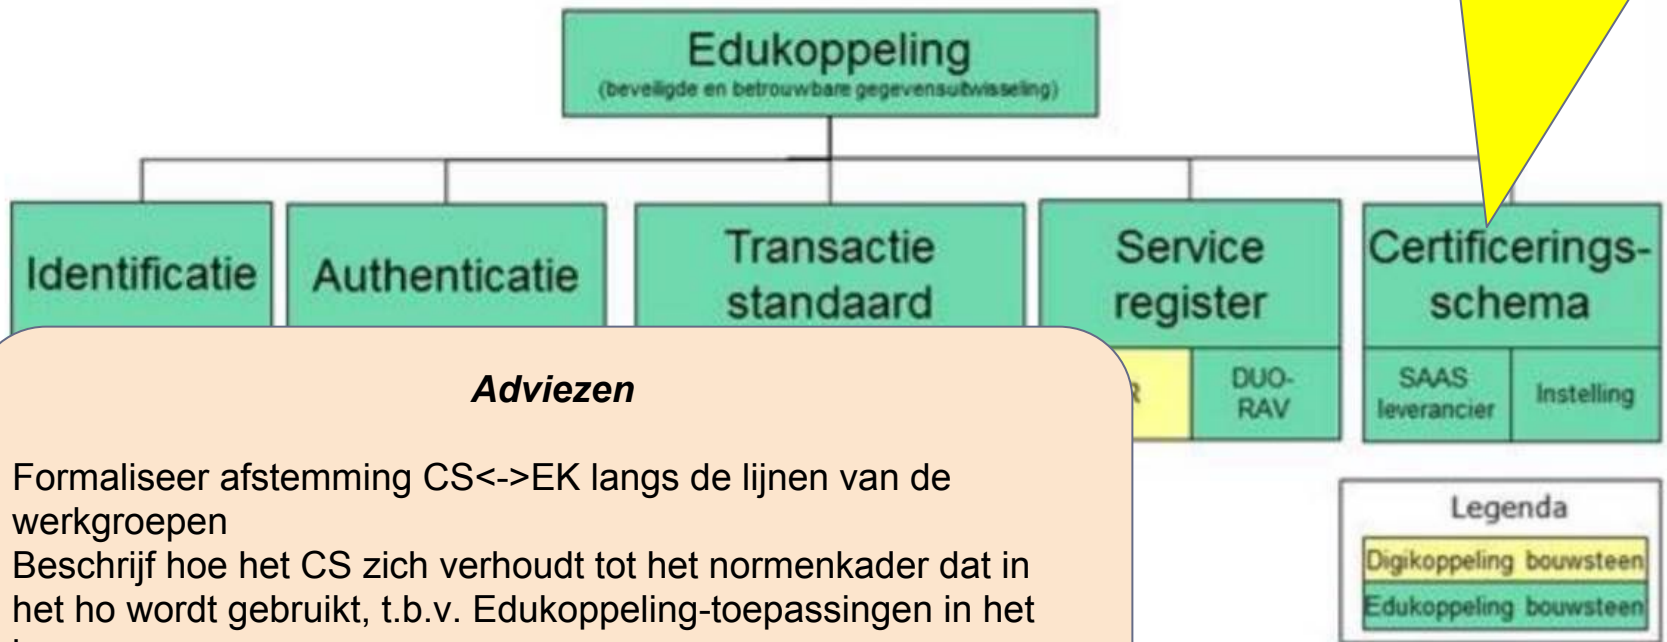 Edukoppeling
(beveiligde en betrouwbare gegevensuitwisseling)
Identificatie
Authenticatie
Transactie
standaard
Service
register
Certificerings-
schema
DUO-
RAV
SAAS
leverancier
Instelling
Adviezen
Formaliseer afstemming CS<->EK langs de lijnen van de
werkgroepen
Beschrijf hoe het CS zich verhoudt tot het normenkader dat in
het ho wordt gebruikt, t.b.v. Edukoppeling-toepassingen in het
Legenda
Digikoppeling bouwsteen
Edukoppeling bouwsteen